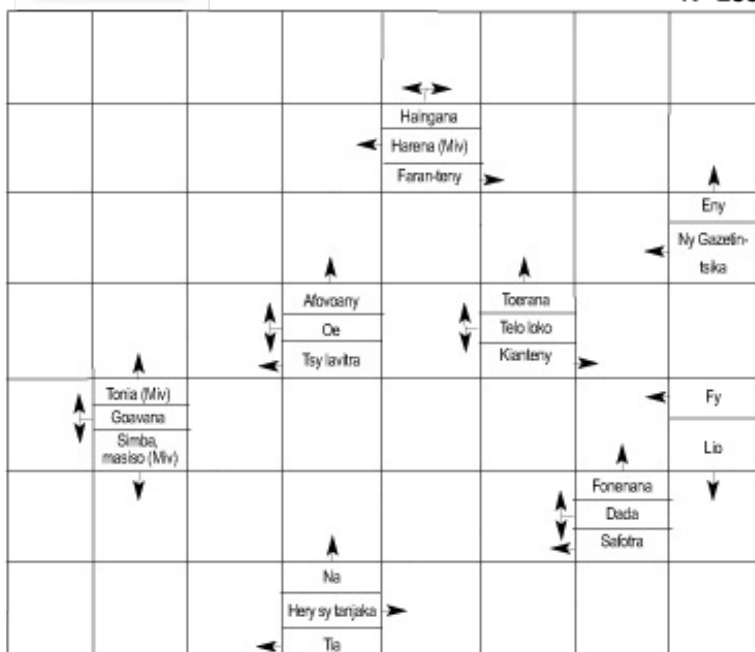 Haingana
Harena (Miv)
Faran-teny
Eny
Ny Gazetin-
tsika
Afovoany
Oe
Tsy lavitra
Toerana
Telo loko
Kianteny
Tonia (Miv)
Goavana
Simba,
masiso (Miv)
Fy
Lio
Fonenana
Dada
Safotra
Na
Hery sy tanjaka
Tia